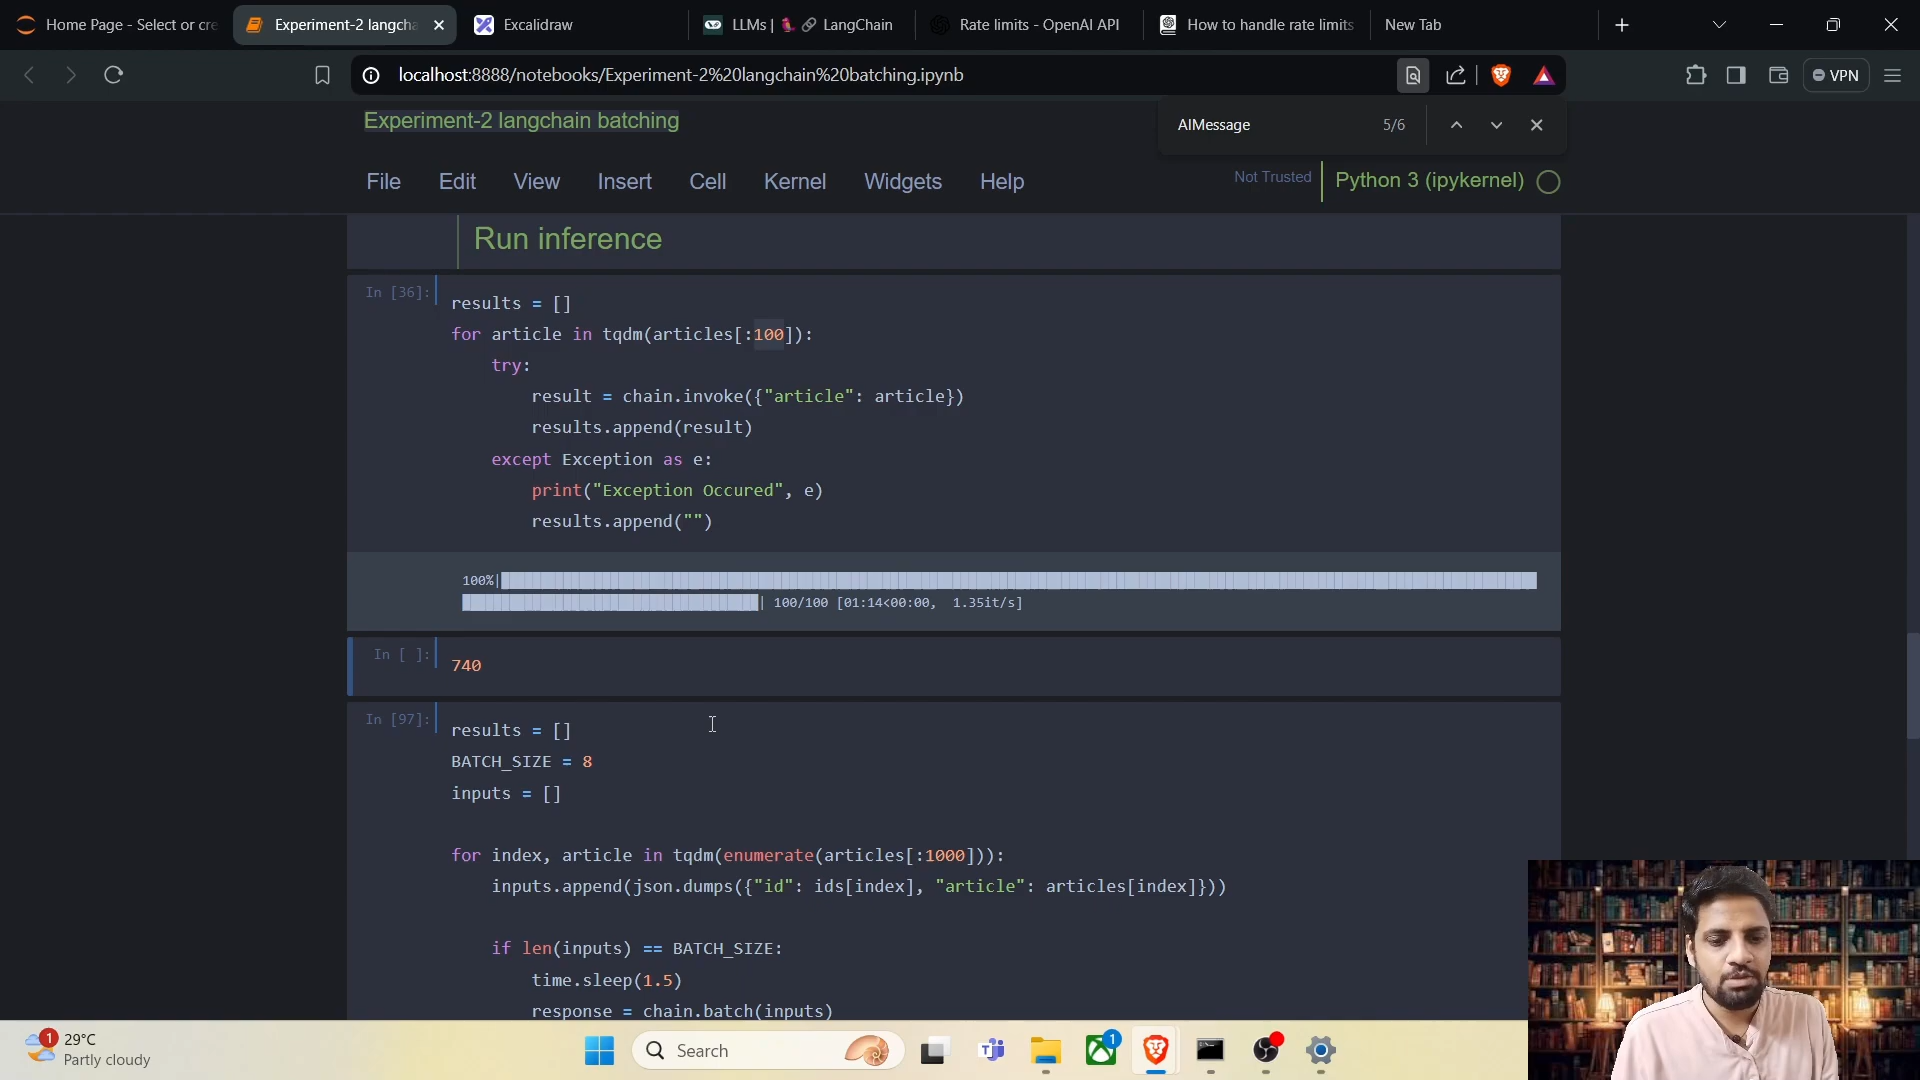 Home Page - Select or cre
Experiment-2 langcha
Excalidraw
LLMs | 🦜🔗 LangChain
Rate limits - OpenAI API
How to handle rate limits
New Tab
localhost:8888/notebooks/Experiment-2%20langchain%20batching.ipynb
VPN
Experiment-2 langchain batching
AIMessage 5/6
File Edit View Insert Cell Kernel Widgets Help
Not Trusted
Python 3 (ipykernel)
Run inference
In [36]:
results = []
for article in tqdm(articles[:100]):
    try:
        result = chain.invoke({"article": article})
        results.append(result)
    except Exception as e:
        print("Exception Occured", e)
        results.append("")
100%|
| 100/100 [01:14<00:00, 1.35it/s]
In [ ]:
740
In [97]:
results = []
BATCH_SIZE = 8
inputs = []
for index, article in tqdm(enumerate(articles[:1000])):
    inputs.append(json.dumps({"id": ids[index], "article": articles[index]}))
    if len(inputs) == BATCH_SIZE:
        time.sleep(1.5)
        response = chain.batch(inputs)
1
29°C
Partly cloudy
Search
1